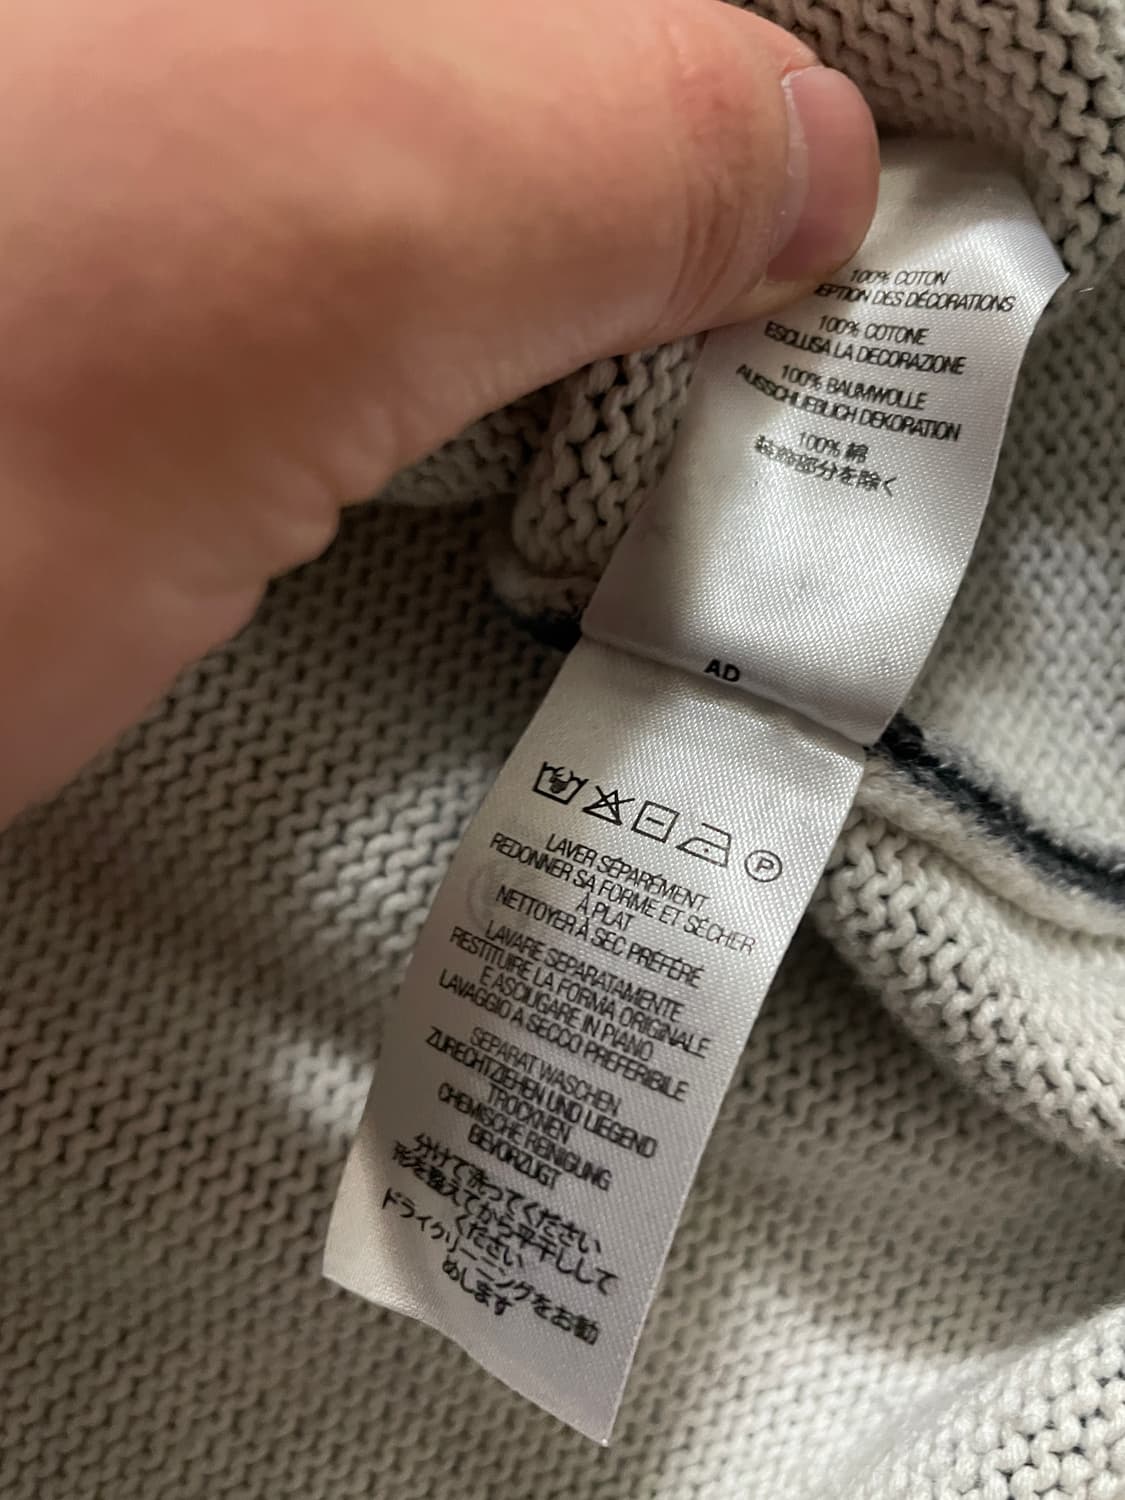 100% COTON
EPTION DES DÉCORATIONS
100% COTONE
ESCLUSA LA DECORAZIONE
100% BAUMWOLLE
AUSSCHLIEßLICH DEKORATION
100% 綿
装飾部分を除く
AD
P
LAVER SÉPARÉMENT
REDONNER SA FORME ET SÉCHER
À PLAT
NETTOYER À SEC PRÉFÉRÉ
LAVARE SEPARATAMENTE
RESTITUIRE LA FORMA ORIGINALE
E ASCIUGARE IN PIANO
LAVAGGIO A SECCO PREFERIBILE
SEPARAT WASCHEN
ZURECHTZIEHEN UND LIEGEND
TROCKNEN
CHEMISCHE REINIGUNG
BEVORZUGT
分けて洗ってください
形を整えてから平干しして
ください
ドライクリーニングをお勧
めします